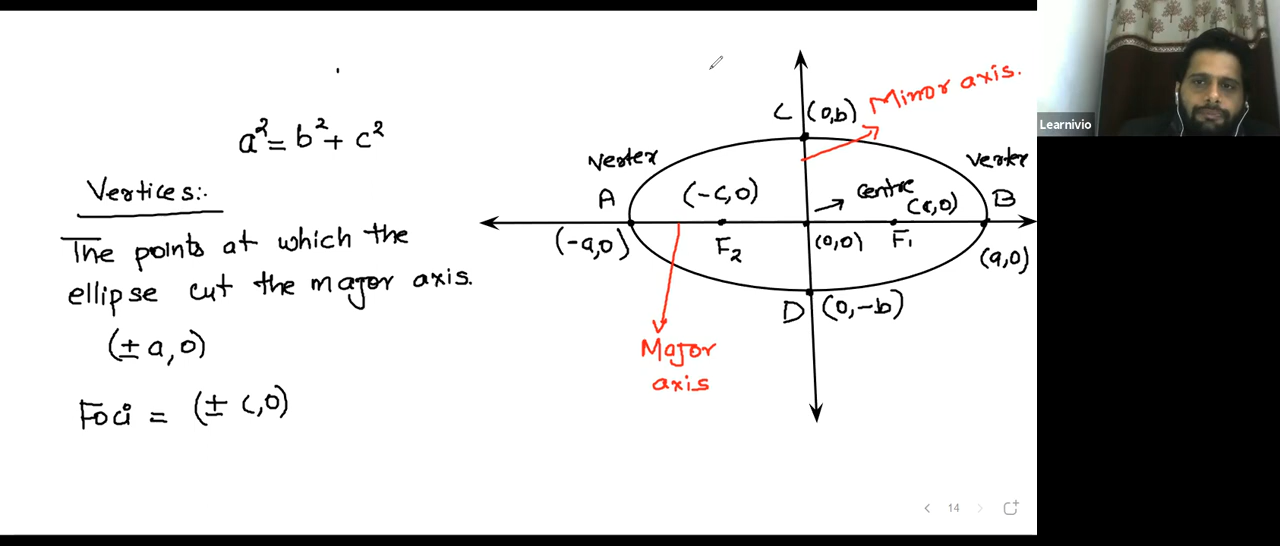 a² = b² + c²
Vertices:-
The points at which the
ellipse cut the major axis.
(± a, 0)
Foci = (± c, 0)
Minor axis.
C (0,b)
Vertex
Vertex
A
(-c, 0)
centre
(c, 0)
B
(-a, 0)
F₂
(0,0)
F₁
(a, 0)
D (0, -b)
Major
axis
Learnivio
14